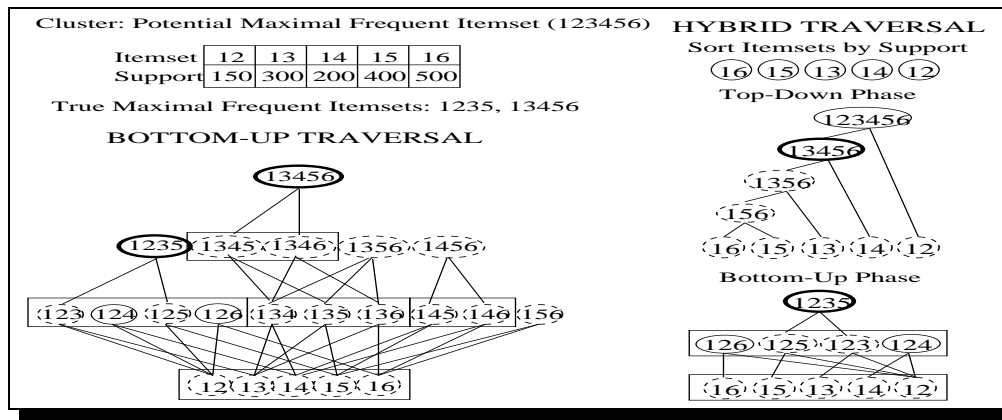 Cluster: Potential Maximal Frequent Itemset (123456)
Itemset 12 13 14 15 16
Support 150 300 200 400 500
True Maximal Frequent Itemsets: 1235, 13456
BOTTOM-UP TRAVERSAL
13456
1235 1345 1346 1356 1456
123 124 125 126 134 135 136 145 146 156
12 13 14 15 16
HYBRID TRAVERSAL
Sort Itemsets by Support
16 15 13 14 12
Top-Down Phase
123456
13456
1356
156
16 15 13 14 12
Bottom-Up Phase
1235
126 125 123 124
16 15 13 14 12